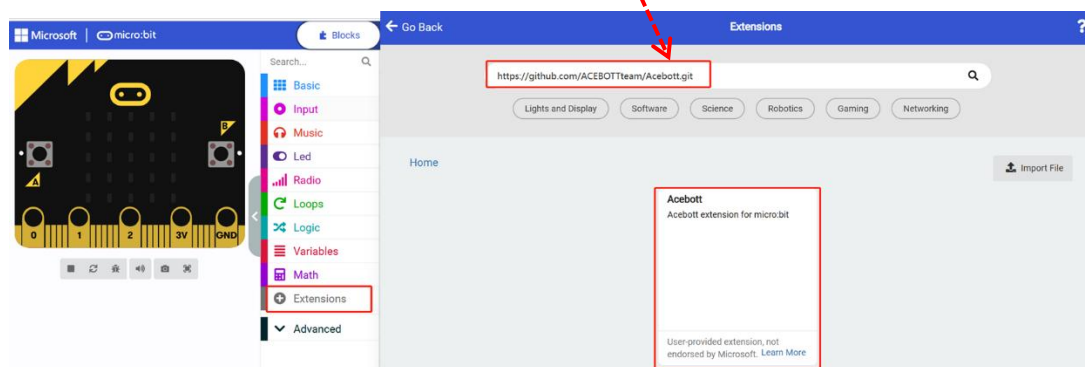 Microsoft | micro:bit
Blocks
Search...
Basic
Input
Music
Led
Radio
Loops
Logic
Variables
Math
Extensions
Advanced
B
A
0 1 2 3V GND
Go Back
Extensions
?
https://github.com/ACEBOTTteam/Acebott.git
Lights and Display Software Science Robotics Gaming Networking
Home
Import File
Acebott
Acebott extension for micro:bit
User-provided extension, not
endorsed by Microsoft. Learn More